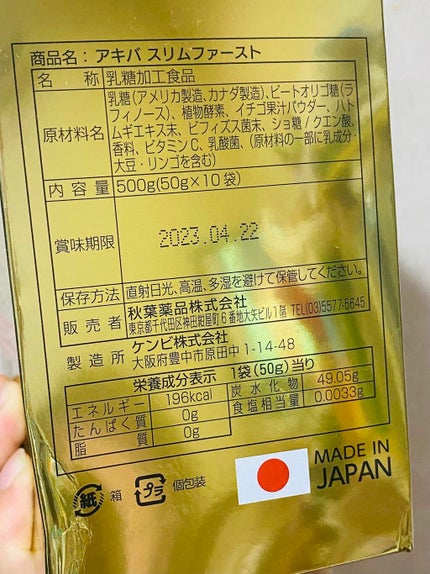 商品名：アキバ スリムファースト
名称 乳糖加工食品
原材料名 乳糖(アメリカ製造、カナダ製造)、ビートオリゴ糖(ラ
フィノース)、植物酵素、イチゴ果汁パウダー、ハト
ムギエキス末、ビフィズス菌末、ショ糖/クエン酸、
香料、ビタミンC、乳酸菌、(原材料の一部に乳成分・
大豆・リンゴを含む)
内容量 500g(50g×10袋)
賞味期限 2023.04.22
保存方法 直射日光、高温、多湿を避けて保管してください。
販売者 秋葉薬品株式会社
東京都千代田区神田和泉町6番地大矢ビル1階 TEL(03)5577-5645
製造所 ケンビ株式会社
大阪府豊中市原田中1-14-48
栄養成分表示 1袋(50g)当り
エネルギー 196kcal 炭水化物 49.05g
たんぱく質 0g 食塩相当量 0.0033g
脂質 0g
紙 箱 プラ 個包装
MADE IN
JAPAN